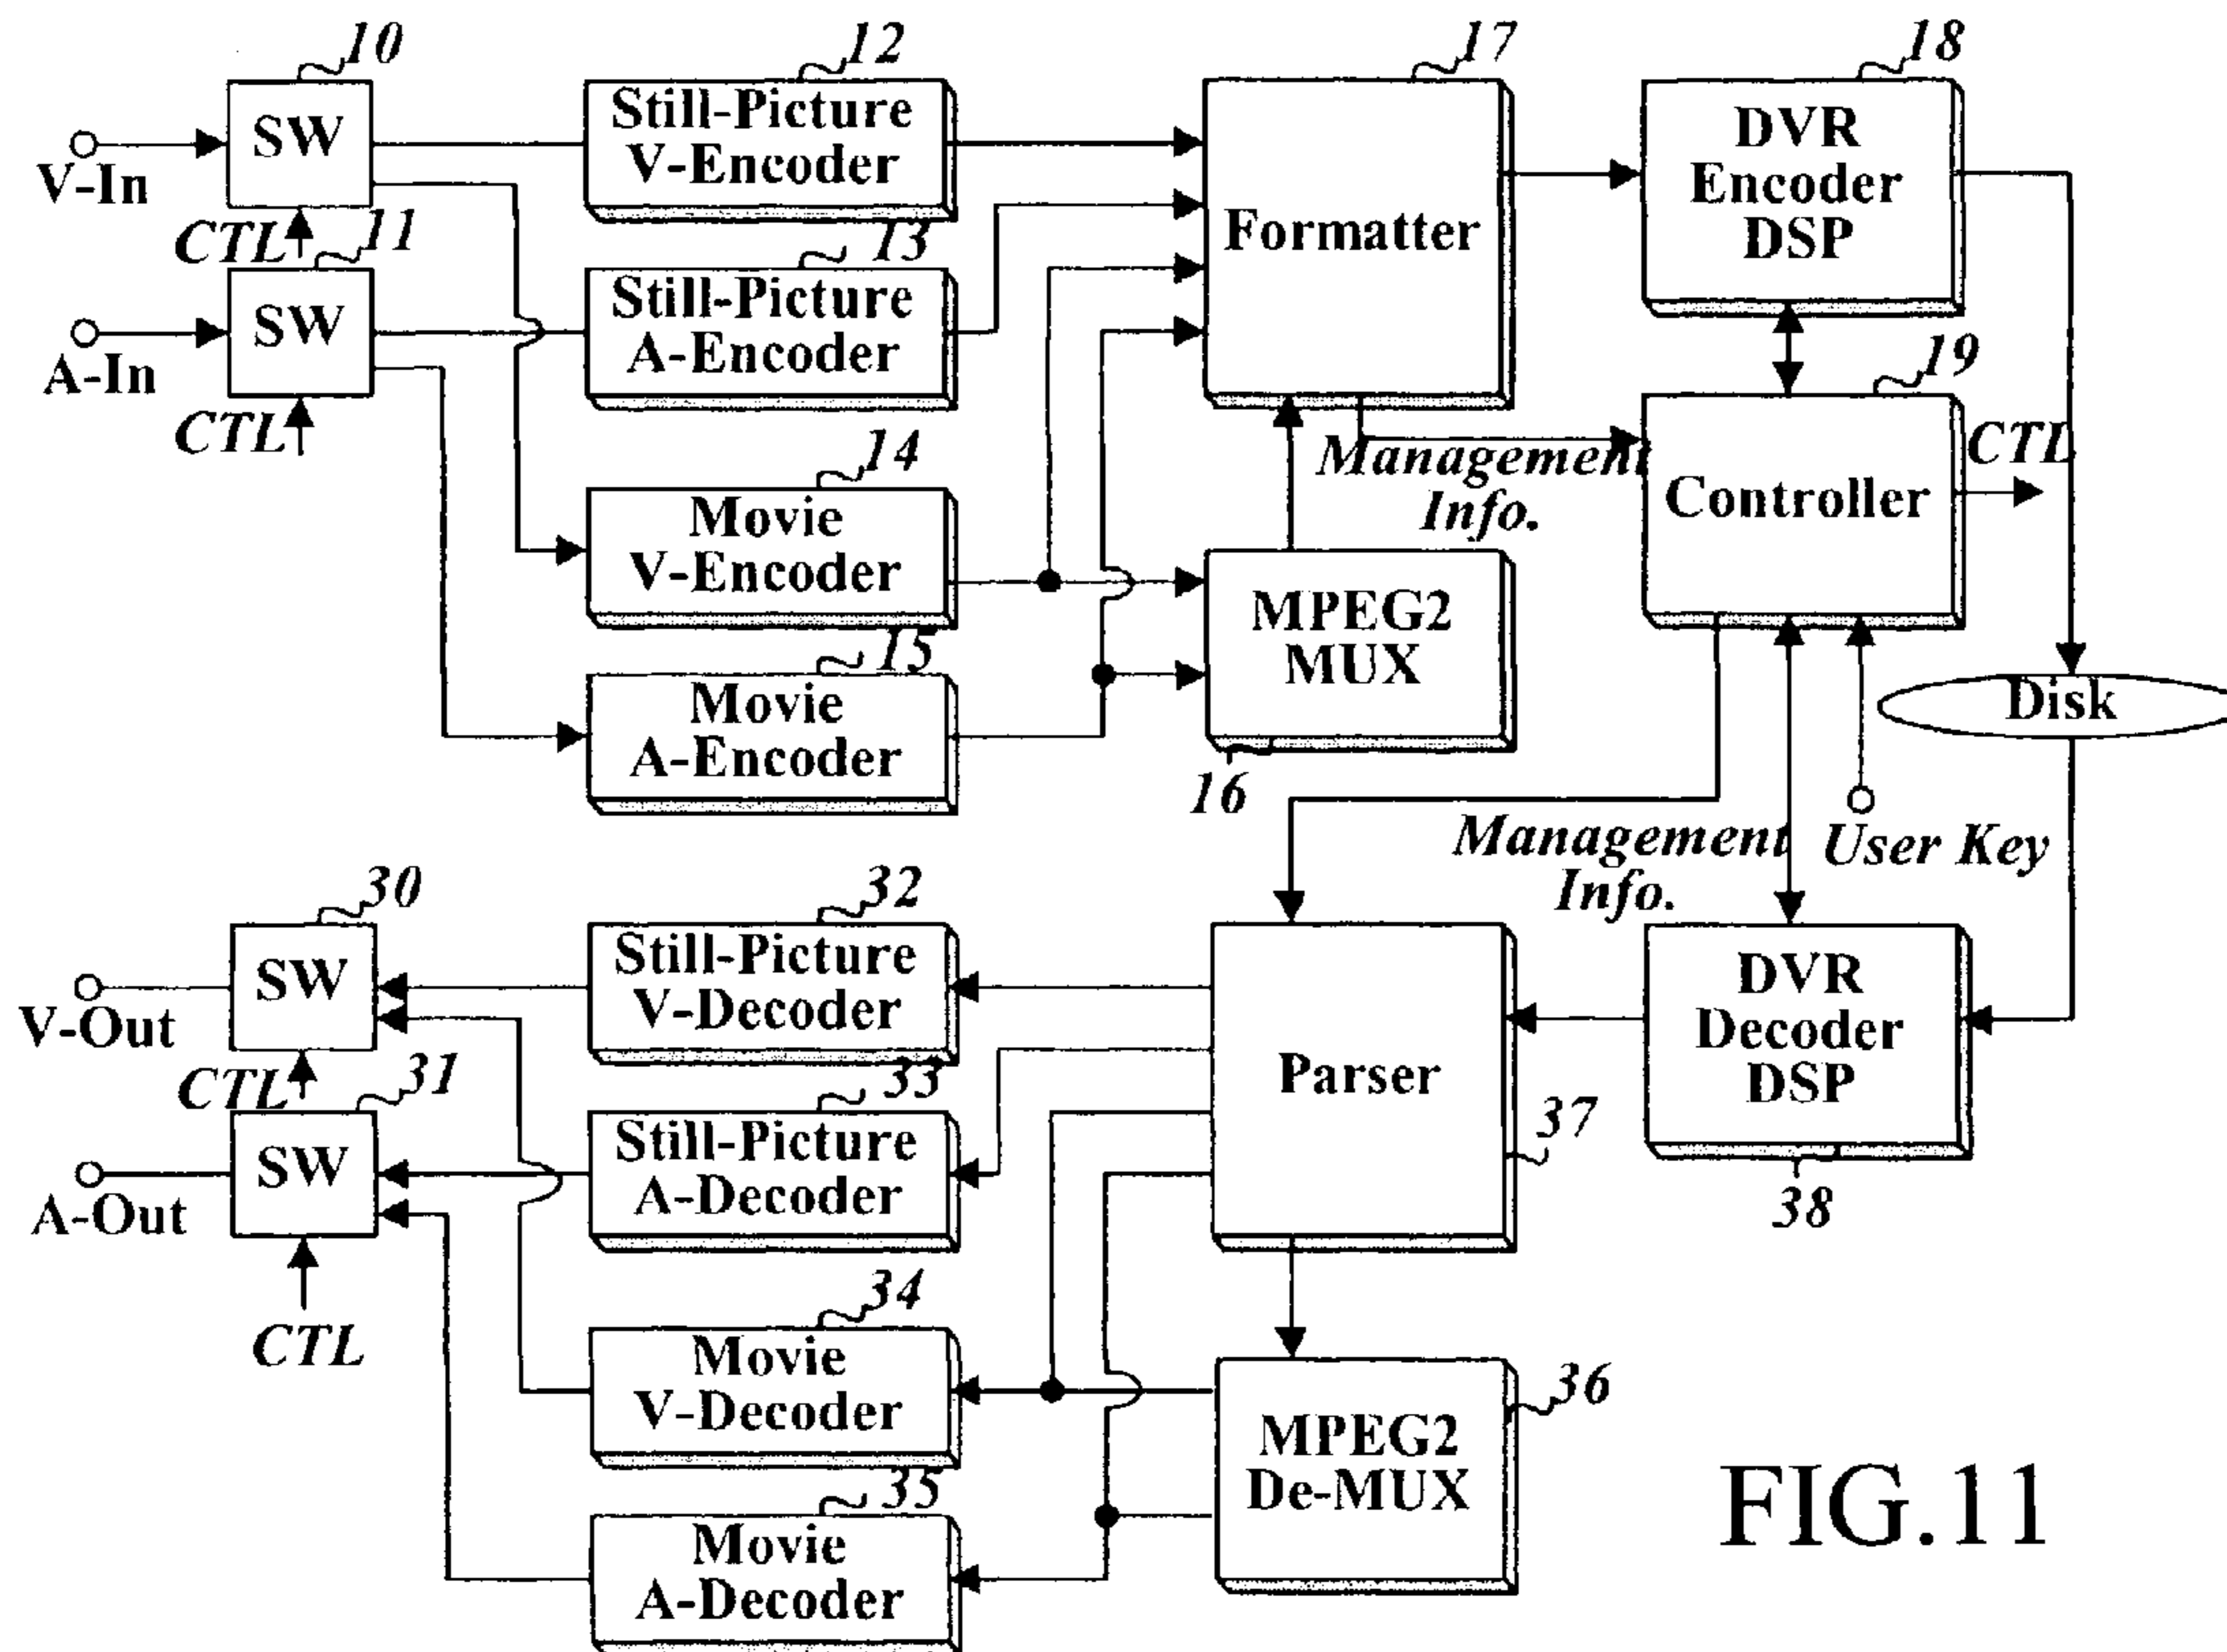 10
12
17
18
SW
Still-Picture
V-Encoder
V-In
CTL
11
13
Formatter
DVR
Encoder
DSP
SW
Still-Picture
A-Encoder
A-In
CTL
19
CTL
Management
Info.
Controller
14
Movie
V-Encoder
15
Movie
A-Encoder
MPEG2
MUX
16
Disk
Management
Info.
User Key
30
32
SW
Still-Picture
V-Decoder
V-Out
CTL
31
33
Parser
DVR
Decoder
DSP
37
38
SW
Still-Picture
A-Decoder
A-Out
CTL
34
Movie
V-Decoder
36
MPEG2
De-MUX
35
Movie
A-Decoder
FIG.11